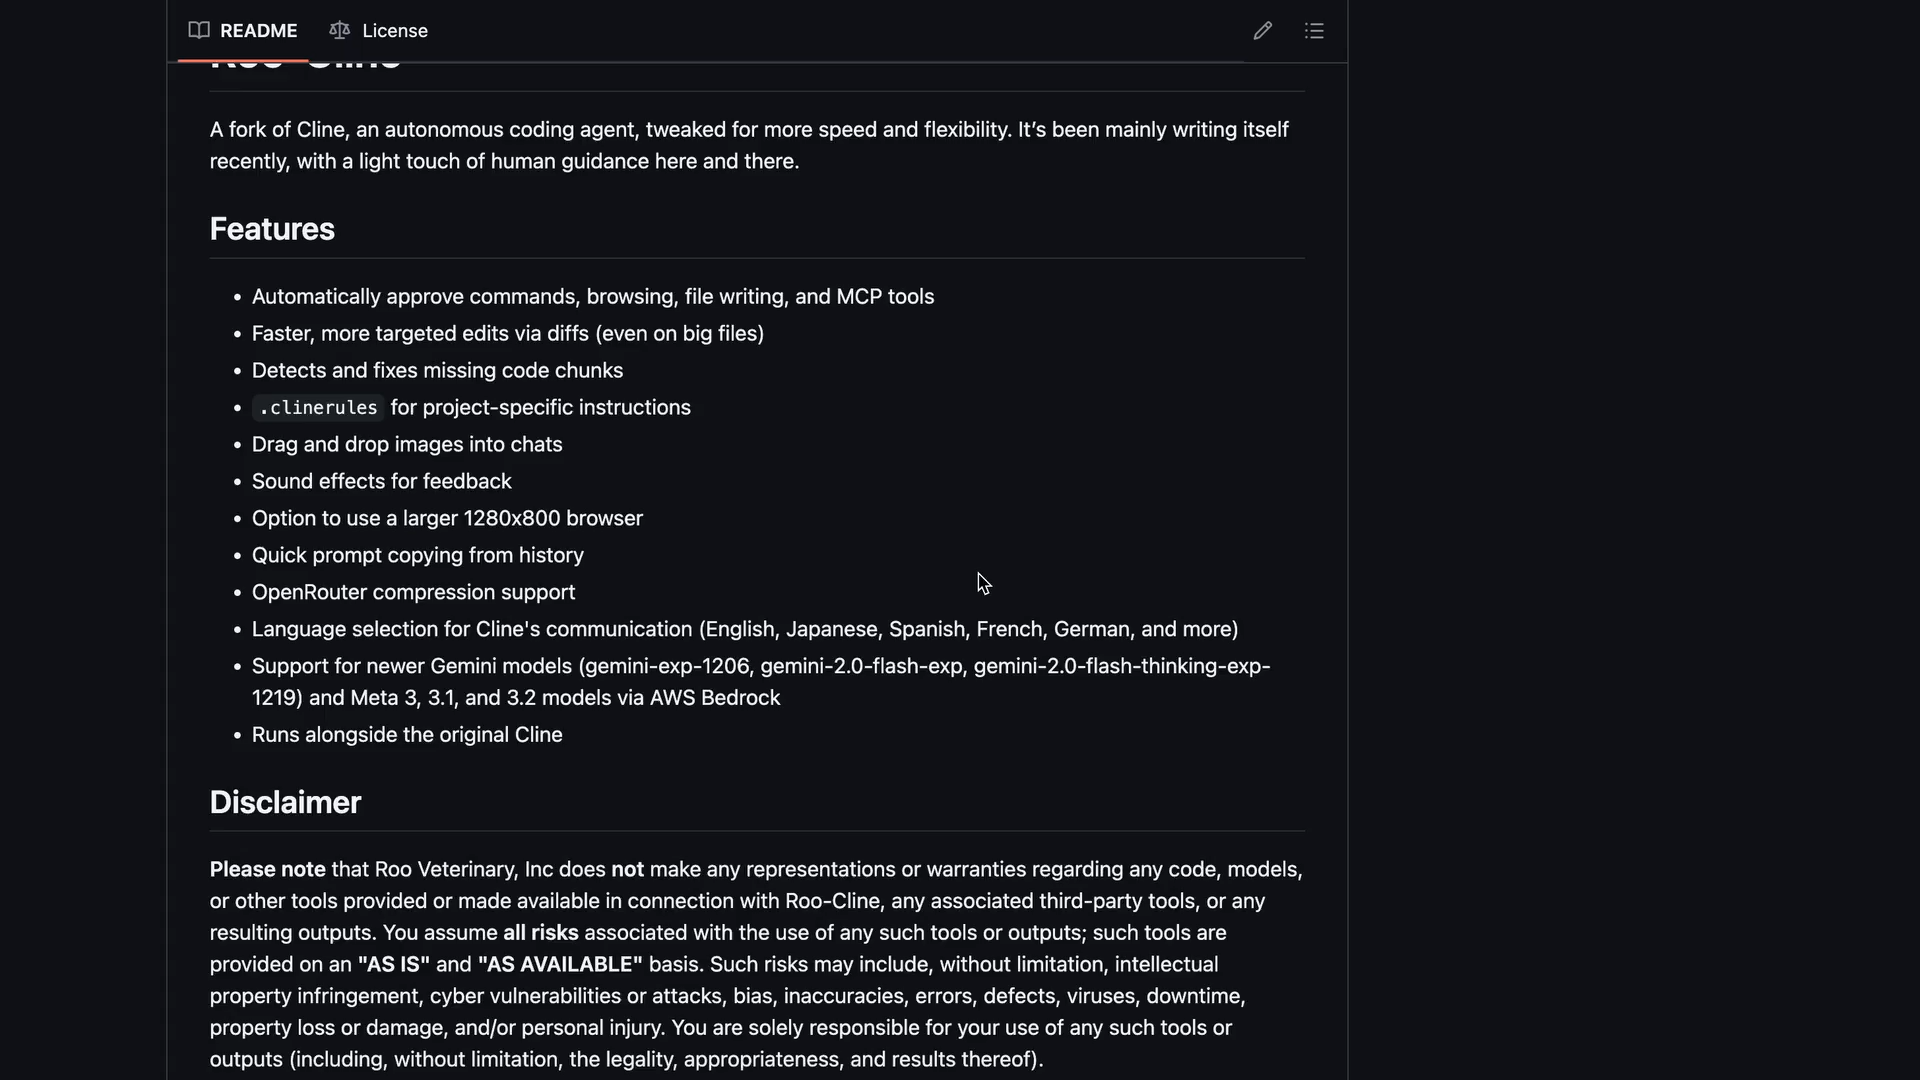 README
License
Roo-Cline
A fork of Cline, an autonomous coding agent, tweaked for more speed and flexibility. It’s been mainly writing itself
recently, with a light touch of human guidance here and there.
Features
• Automatically approve commands, browsing, file writing, and MCP tools
• Faster, more targeted edits via diffs (even on big files)
• Detects and fixes missing code chunks
• .clinerules for project-specific instructions
• Drag and drop images into chats
• Sound effects for feedback
• Option to use a larger 1280x800 browser
• Quick prompt copying from history
• OpenRouter compression support
• Language selection for Cline's communication (English, Japanese, Spanish, French, German, and more)
• Support for newer Gemini models (gemini-exp-1206, gemini-2.0-flash-exp, gemini-2.0-flash-thinking-exp-
1219) and Meta 3, 3.1, and 3.2 models via AWS Bedrock
• Runs alongside the original Cline
Disclaimer
Please note that Roo Veterinary, Inc does not make any representations or warranties regarding any code, models,
or other tools provided or made available in connection with Roo-Cline, any associated third-party tools, or any
resulting outputs. You assume all risks associated with the use of any such tools or outputs; such tools are
provided on an "AS IS" and "AS AVAILABLE" basis. Such risks may include, without limitation, intellectual
property infringement, cyber vulnerabilities or attacks, bias, inaccuracies, errors, defects, viruses, downtime,
property loss or damage, and/or personal injury. You are solely responsible for your use of any such tools or
outputs (including, without limitation, the legality, appropriateness, and results thereof).